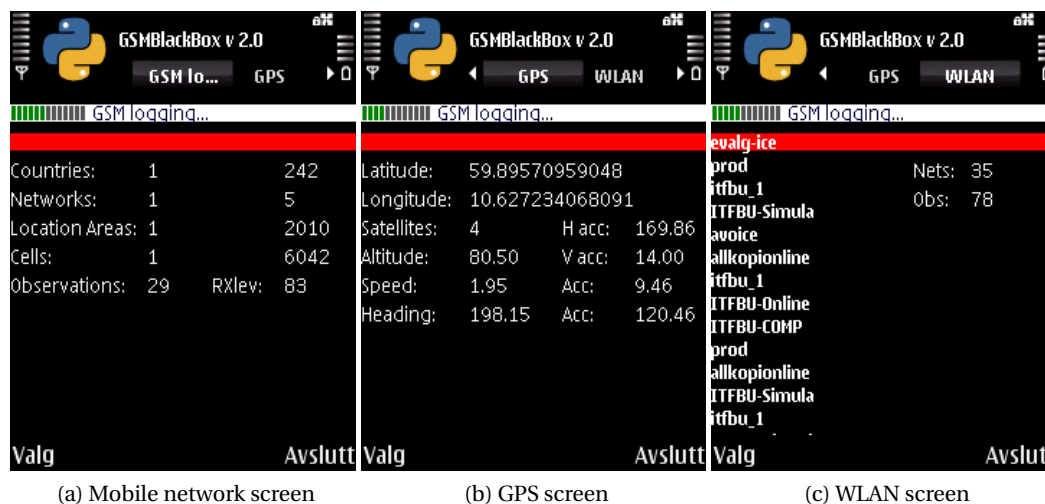 GSMBlackBox v 2.0
GSM lo... GPS
GSM logging...
Countries: 1 242
Networks: 1 5
Location Areas: 1 2010
Cells: 1 6042
Observations: 29 RXlev: 83
Valg Avslutt
(a) Mobile network screen
GSMBlackBox v 2.0
GPS WLAN
GSM logging...
Latitude: 59.89570959048
Longitude: 10.627234068091
Satellites: 4 H acc: 169.86
Altitude: 80.50 V acc: 14.00
Speed: 1.95 Acc: 9.46
Heading: 198.15 Acc: 120.46
Valg Avslutt
(b) GPS screen
GSMBlackBox v 2.0
GPS WLAN
GSM logging...
evalg-ice
prod Nets: 35
itfbu_1
ITFBU-Simula Obs: 78
avoice
allkopionline
itfbu_1
ITFBU-Online
ITFBU-COMP
prod
allkopionline
ITFBU-Simula
itfbu_1
Valg Avslut
(c) WLAN screen